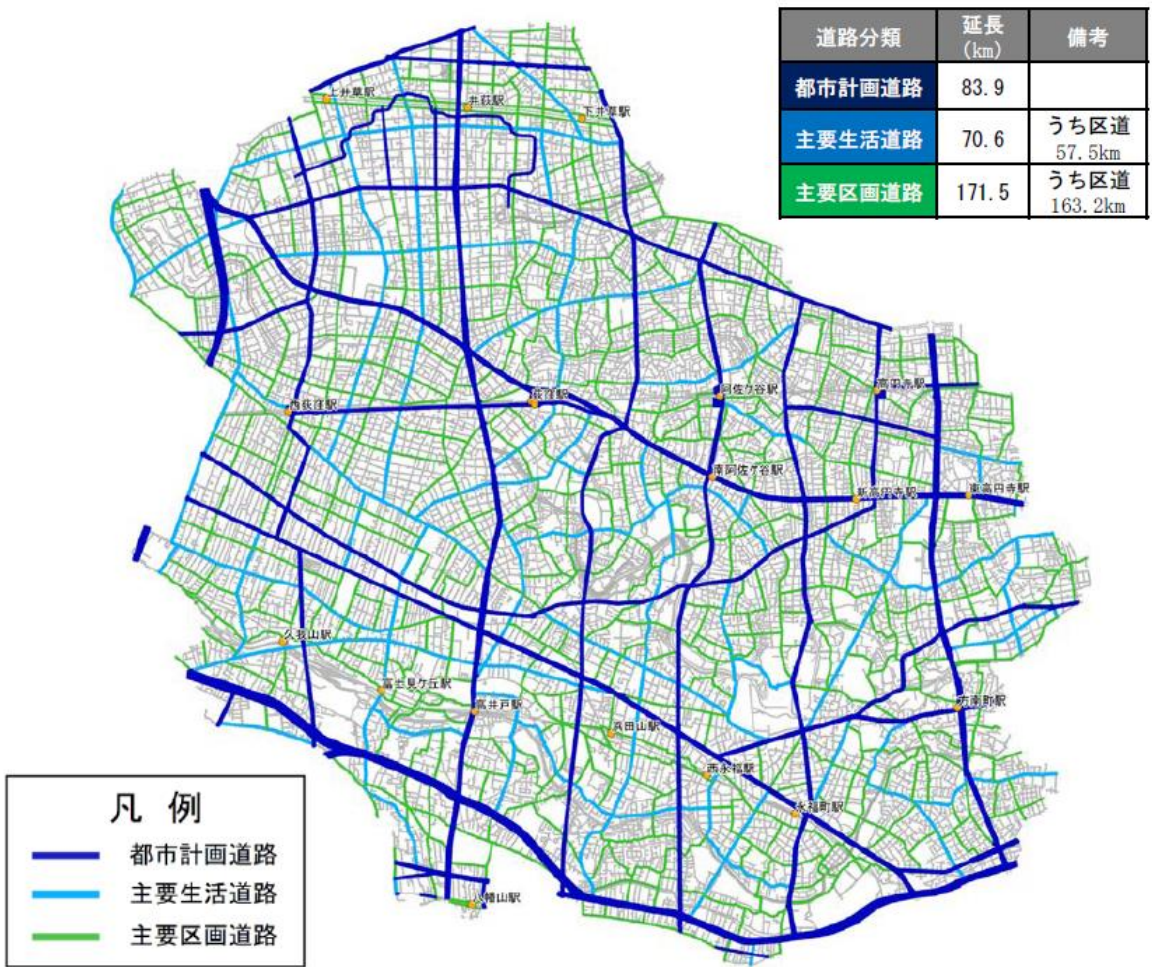 道路分類 延長(km) 備考
都市計画道路 83.9
主要生活道路 70.6 うち区道 57.5km
主要区画道路 171.5 うち区道 163.2km
上井草駅
井荻駅
下井草駅
西荻窪駅
荻窪駅
阿佐ケ谷駅
高円寺駅
南阿佐ケ谷駅
新高円寺駅
東高円寺駅
久我山駅
富士見ケ丘駅
高井戸駅
浜田山駅
西永福駅
永福町駅
方南町駅
八幡山駅
凡 例
都市計画道路
主要生活道路
主要区画道路